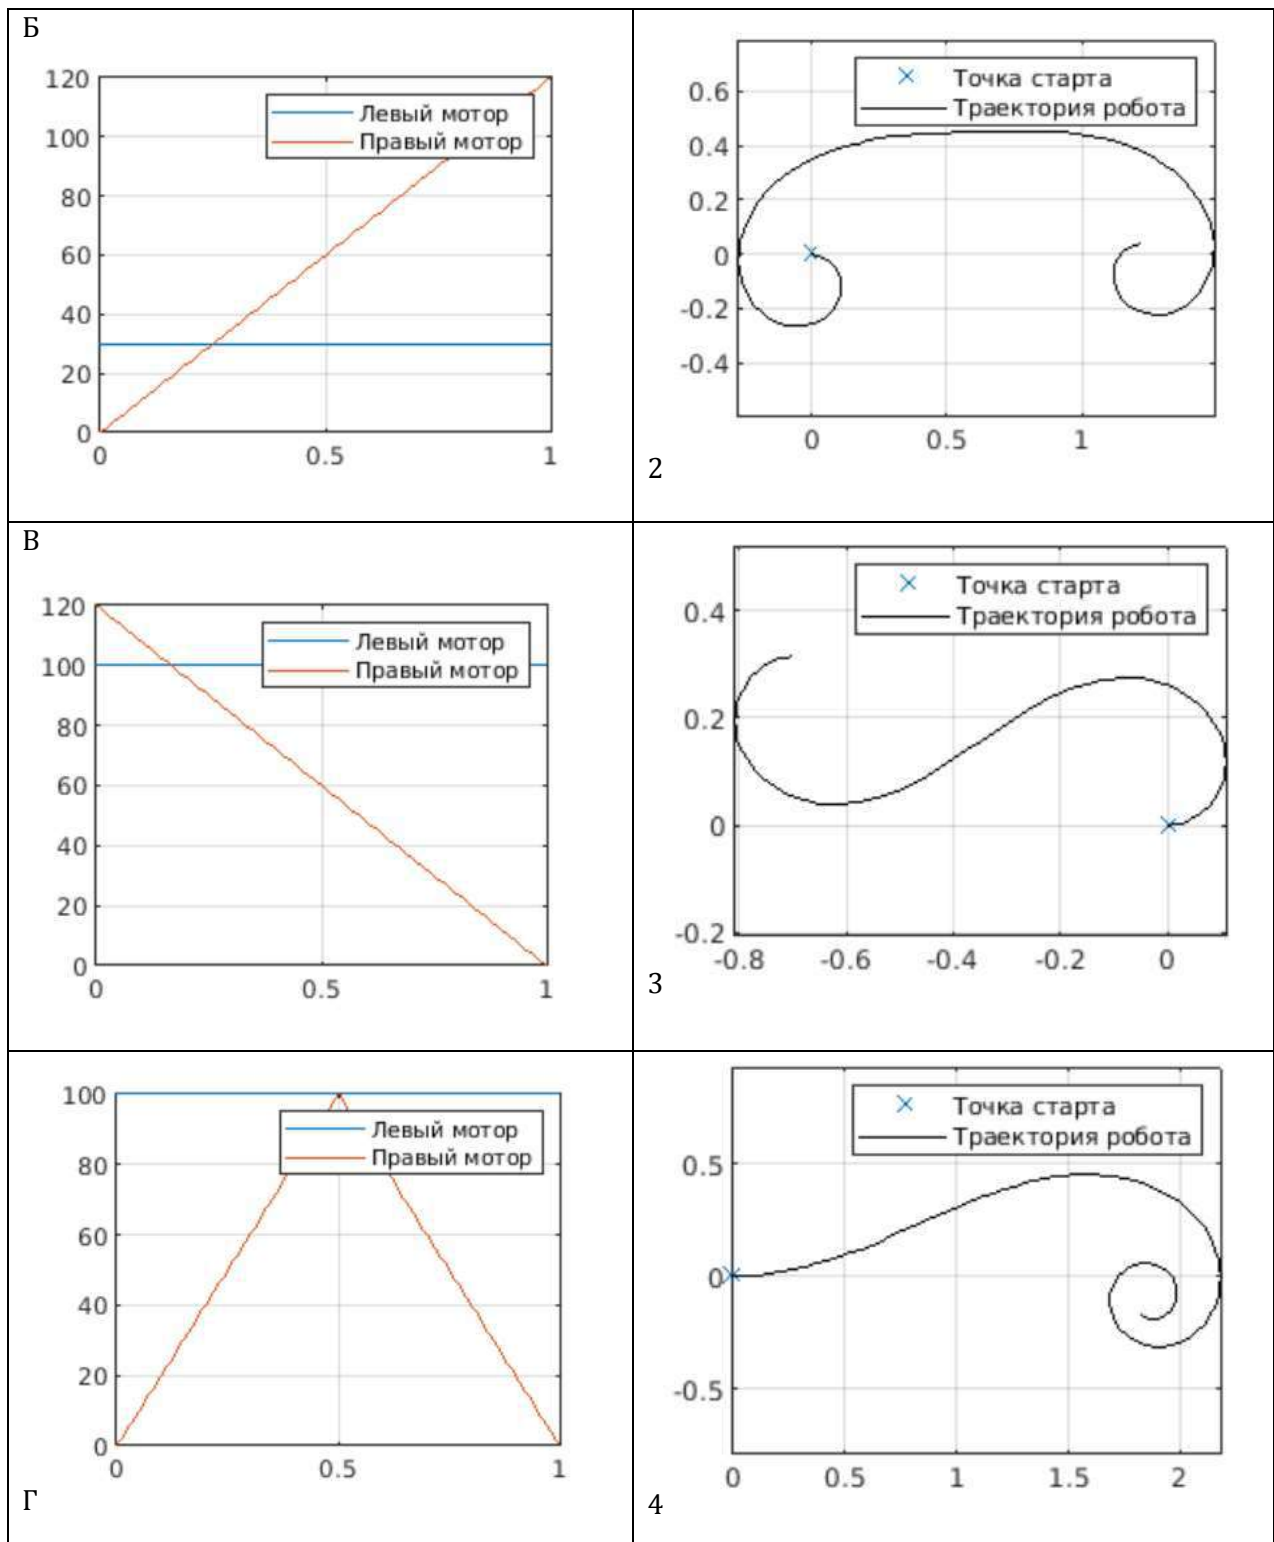 Б
120
100
80
60
40
20
0
0 0.5 1
Левый мотор
Правый мотор
0.6
0.4
0.2
0
-0.2
-0.4
0 0.5 1
Точка старта
Траектория робота
2
В
120
100
80
60
40
20
0
0 0.5 1
Левый мотор
Правый мотор
0.4
0.2
0
-0.2
-0.8 -0.6 -0.4 -0.2 0
Точка старта
Траектория робота
3
100
80
60
40
20
0
0 0.5 1
Левый мотор
Правый мотор
Г
0.5
0
-0.5
0 0.5 1 1.5 2
Точка старта
Траектория робота
4